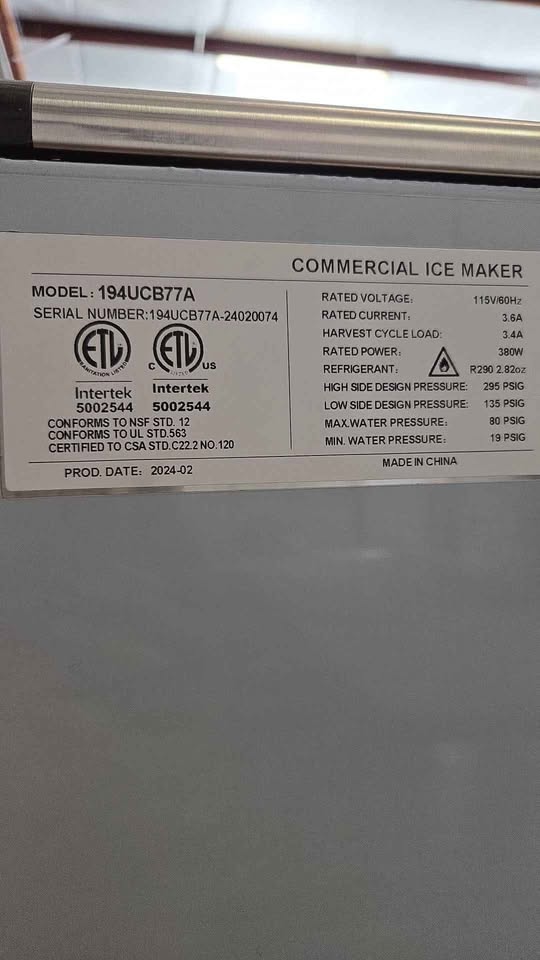 COMMERCIAL ICE MAKER
MODEL: 194UCB77A
SERIAL NUMBER:194UCB77A-24020074
ETL ETL
SANITATION LISTED C LISTED US
Intertek Intertek
5002544 5002544
CONFORMS TO NSF STD. 12
CONFORMS TO UL STD.563
CERTIFIED TO CSA STD.C22.2 NO.120
RATED VOLTAGE: 115V/60Hz
RATED CURRENT: 3.6A
HARVEST CYCLE LOAD: 3.4A
RATED POWER: 380W
REFRIGERANT: R290 2.82oz
HIGH SIDE DESIGN PRESSURE: 295 PSIG
LOW SIDE DESIGN PRESSURE: 135 PSIG
MAX.WATER PRESSURE: 80 PSIG
MIN. WATER PRESSURE: 19 PSIG
PROD. DATE: 2024-02
MADE IN CHINA